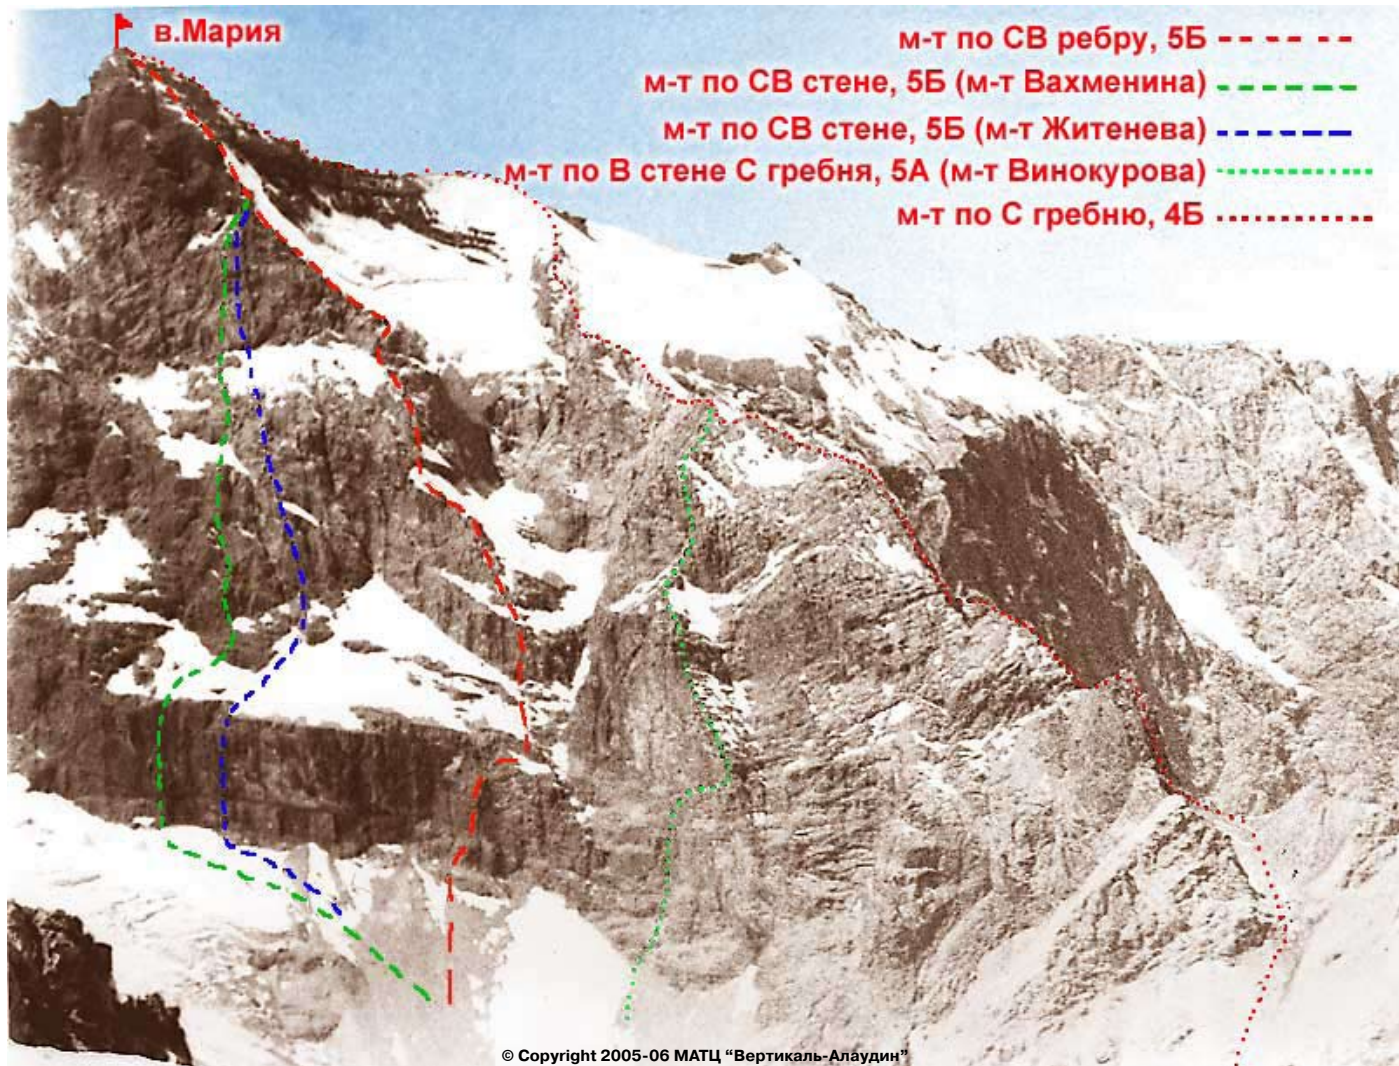 в.Мария
м-т по СВ ребру, 5Б
м-т по СВ стене, 5Б (м-т Вахменина)
м-т по СВ стене, 5Б (м-т Житенева)
м-т по В стене С гребня, 5А (м-т Винокурова)
м-т по С гребню, 4Б
© Copyright 2005-06 МАТЦ "Вертикаль-Алаудин"